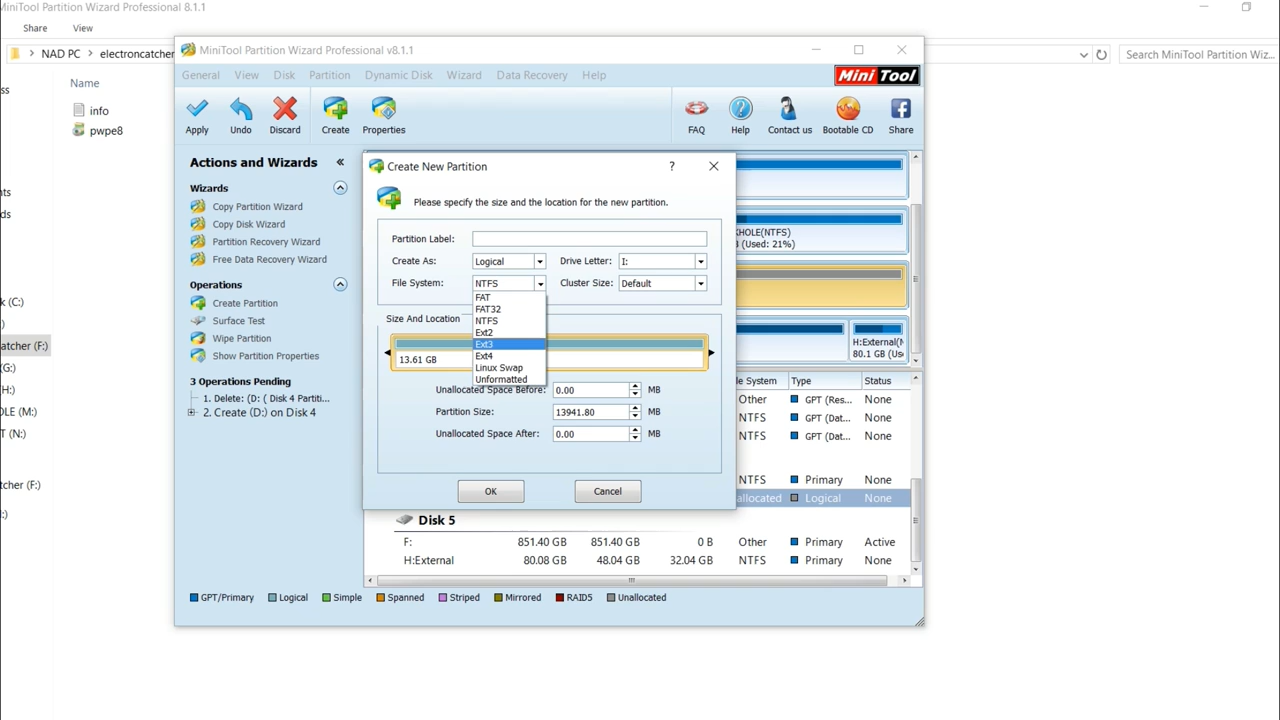 MiniTool Partition Wizard Professional 8.1.1
Share View
NAD PC electroncatcher
Search MiniTool Partition Wiz...
Name
info
pwpe8
ess
nts
ds
(C:)
:)
atcher (F:)
(G:)
(H:)
OLE (M:)
T (N:)
tcher (F:)
:)
MiniTool Partition Wizard Professional v8.1.1
General View Disk Partition Dynamic Disk Wizard Data Recovery Help
Mini Tool
Apply Undo Discard Create Properties FAQ Help Contact us Bootable CD Share
Actions and Wizards
Wizards
Copy Partition Wizard
Copy Disk Wizard
Partition Recovery Wizard
Free Data Recovery Wizard
Operations
Create Partition
Surface Test
Wipe Partition
Show Partition Properties
3 Operations Pending
1. Delete: (D: ( Disk 4 Partiti...
2. Create (D:) on Disk 4
Create New Partition
Please specify the size and the location for the new partition.
Partition Label:
Create As: Logical Drive Letter: I:
File System: NTFS Cluster Size: Default
FAT
FAT32
NTFS
Ext2
Ext3
Ext4
Linux Swap
Unformatted
Size And Location
13.61 GB
Unallocated Space Before: 0.00 MB
Partition Size: 13941.80 MB
Unallocated Space After: 0.00 MB
OK Cancel
KHOLE(NTFS)
B (Used: 21%)
H:External(N
80.1 GB (Us
le System Type Status
Other GPT (Res... None
NTFS GPT (Dat... None
NTFS GPT (Dat... None
NTFS Primary None
allocated Logical None
Disk 5
F: 851.40 GB 851.40 GB 0 B Other Primary Active
H:External 80.08 GB 48.04 GB 32.04 GB NTFS Primary None
GPT/Primary Logical Simple Spanned Striped Mirrored RAID5 Unallocated